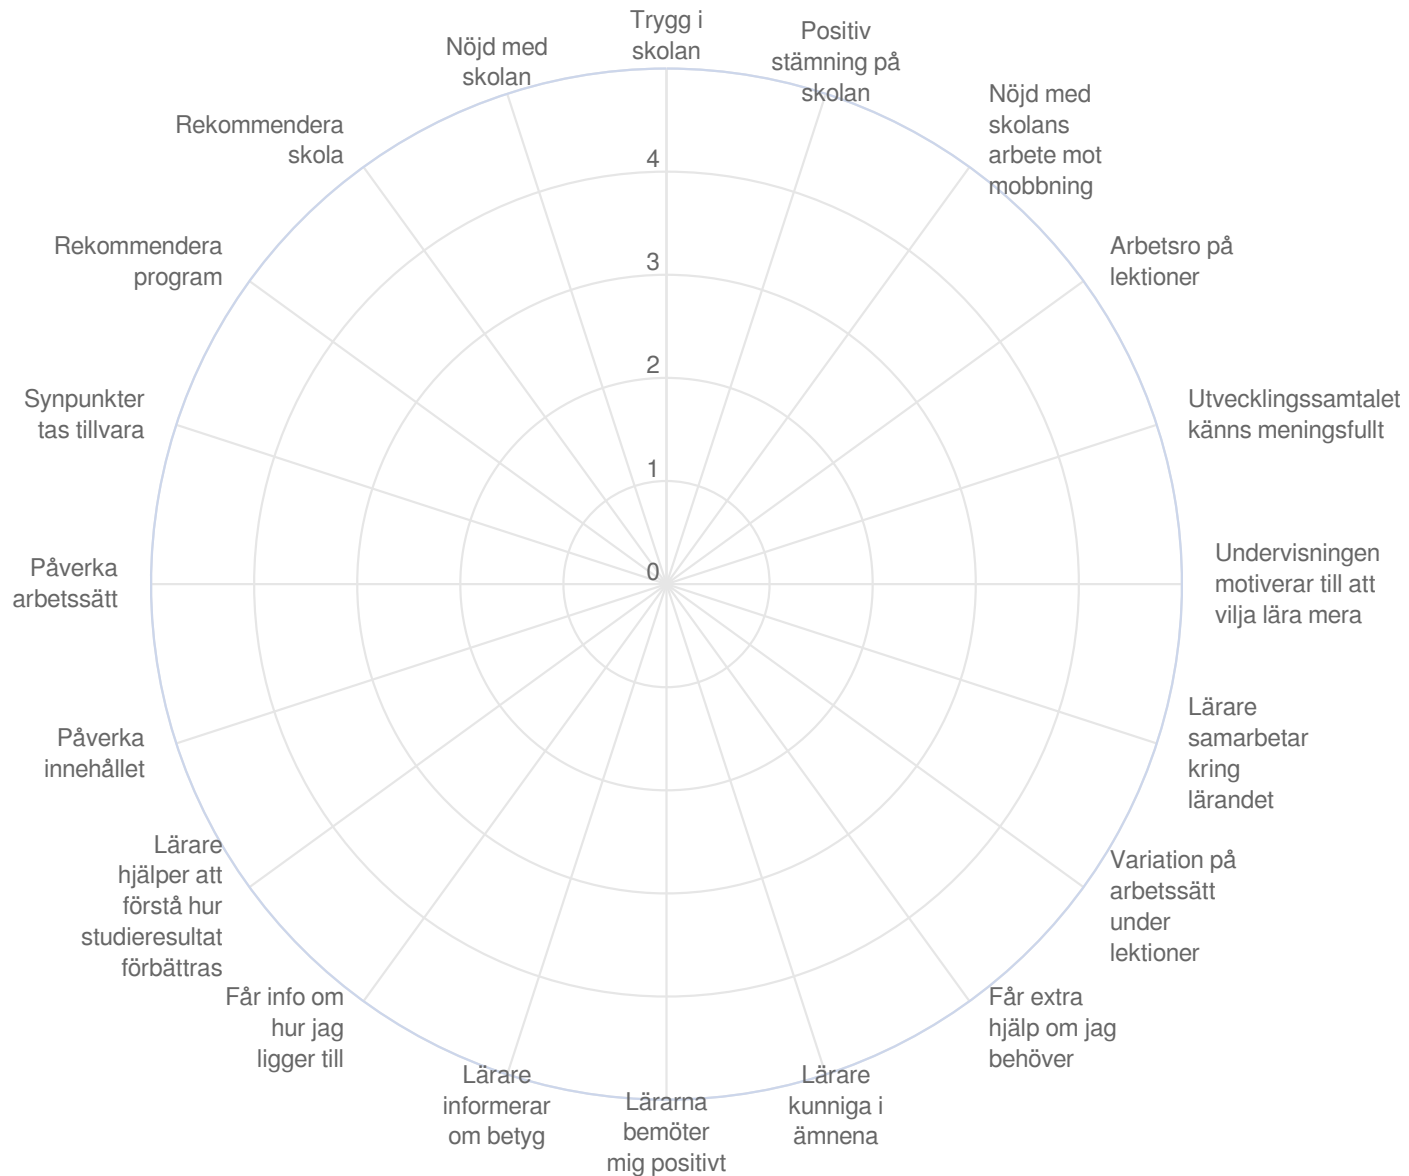 Trygg i
skolan
Positiv
stämning på
skolan
Nöjd med
skolans
arbete mot
mobbning
Arbetsro på
lektioner
Utvecklingssamtalet
känns meningsfullt
Undervisningen
motiverar till att
vilja lära mera
Lärare
samarbetar
kring
lärandet
Variation på
arbetssätt
under
lektioner
Får extra
hjälp om jag
behöver
Lärare
kunniga i
ämnena
Lärarna
bemöter
mig positivt
Lärare
informerar
om betyg
Får info om
hur jag
ligger till
Lärare
hjälper att
förstå hur
studieresultat
förbättras
Påverka
innehållet
Påverka
arbetssätt
Synpunkter
tas tillvara
Rekommendera
program
Rekommendera
skola
Nöjd med
skolan
4
3
2
1
0